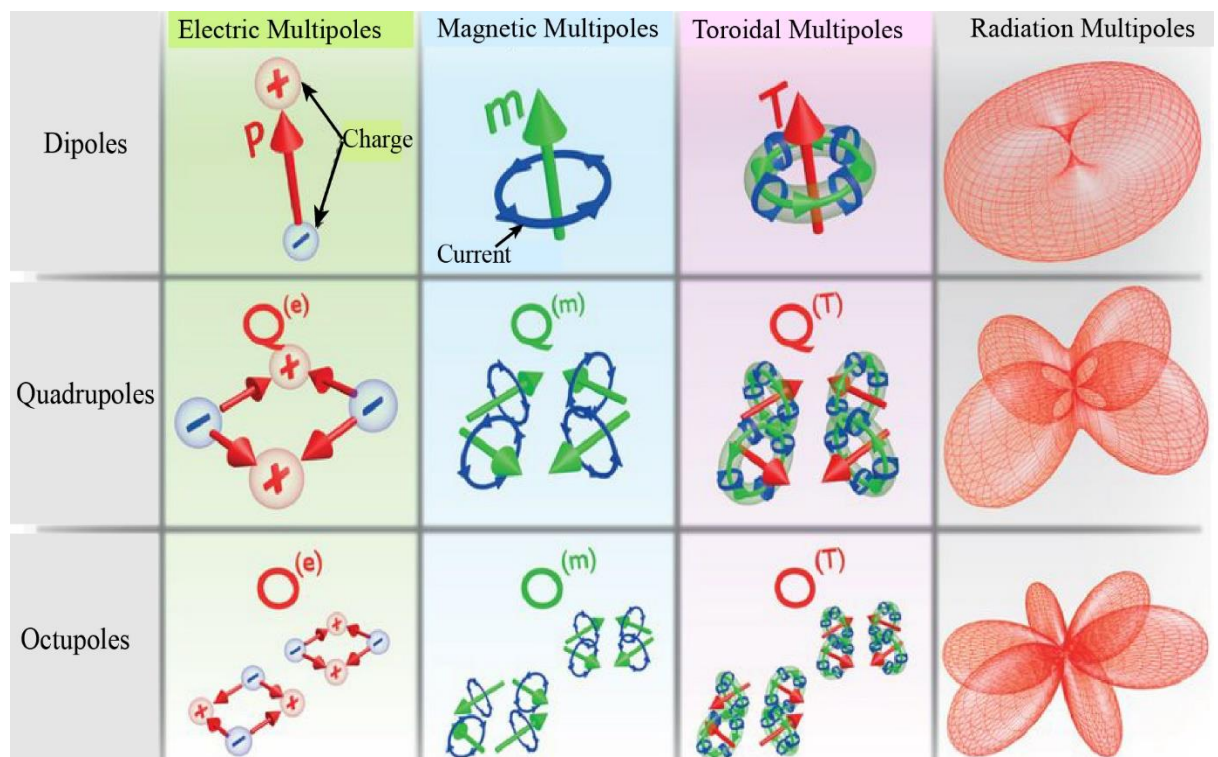 Electric Multipoles
Magnetic Multipoles
Toroidal Multipoles
Radiation Multipoles
Dipoles
+
P
Charge
−
m
Current
T
Quadrupoles
Q(e)
+
−
−
+
Q(m)
Q(T)
Octupoles
O(e)
+
−
−
+
−
+
+
−
O(m)
O(T)